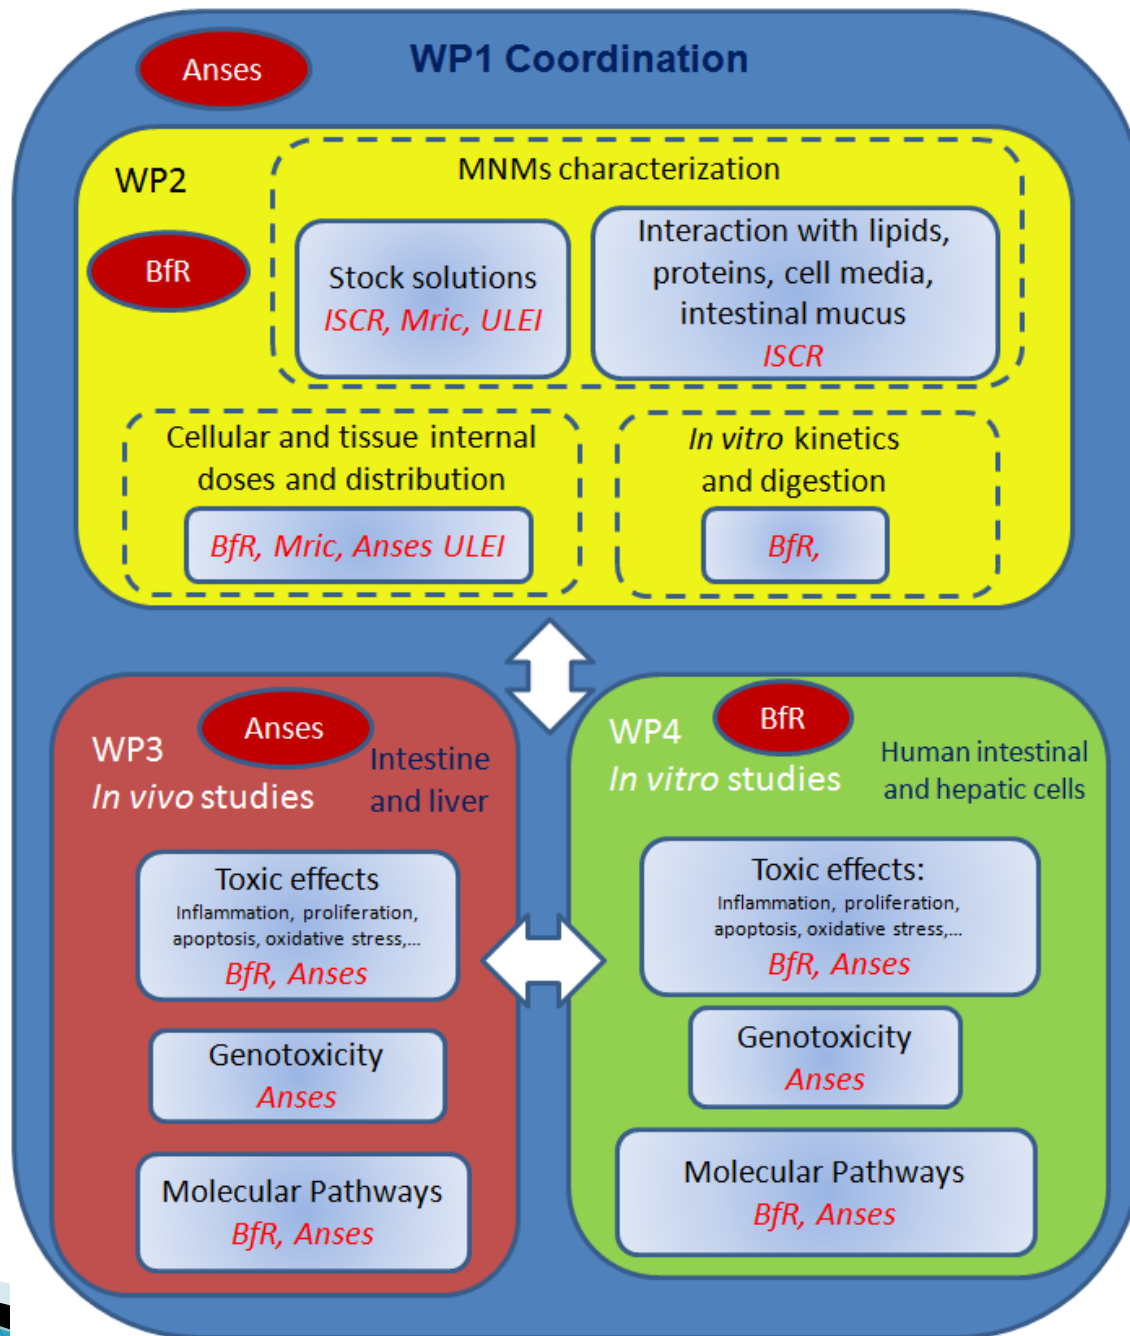 Anses
WP1 Coordination
WP2
BfR
MNMs characterization
Stock solutions
ISCR, Mric, ULEI
Interaction with lipids,
proteins, cell media,
intestinal mucus
ISCR
Cellular and tissue internal
doses and distribution
BfR, Mric, Anses ULEI
In vitro kinetics
and digestion
BfR,
WP3
In vivo studies
Anses
Intestine
and liver
Toxic effects
Inflammation, proliferation,
apoptosis, oxidative stress,...
BfR, Anses
Genotoxicity
Anses
Molecular Pathways
BfR, Anses
WP4
In vitro studies
BfR
Human intestinal
and hepatic cells
Toxic effects:
Inflammation, proliferation,
apoptosis, oxidative stress,...
BfR, Anses
Genotoxicity
Anses
Molecular Pathways
BfR, Anses